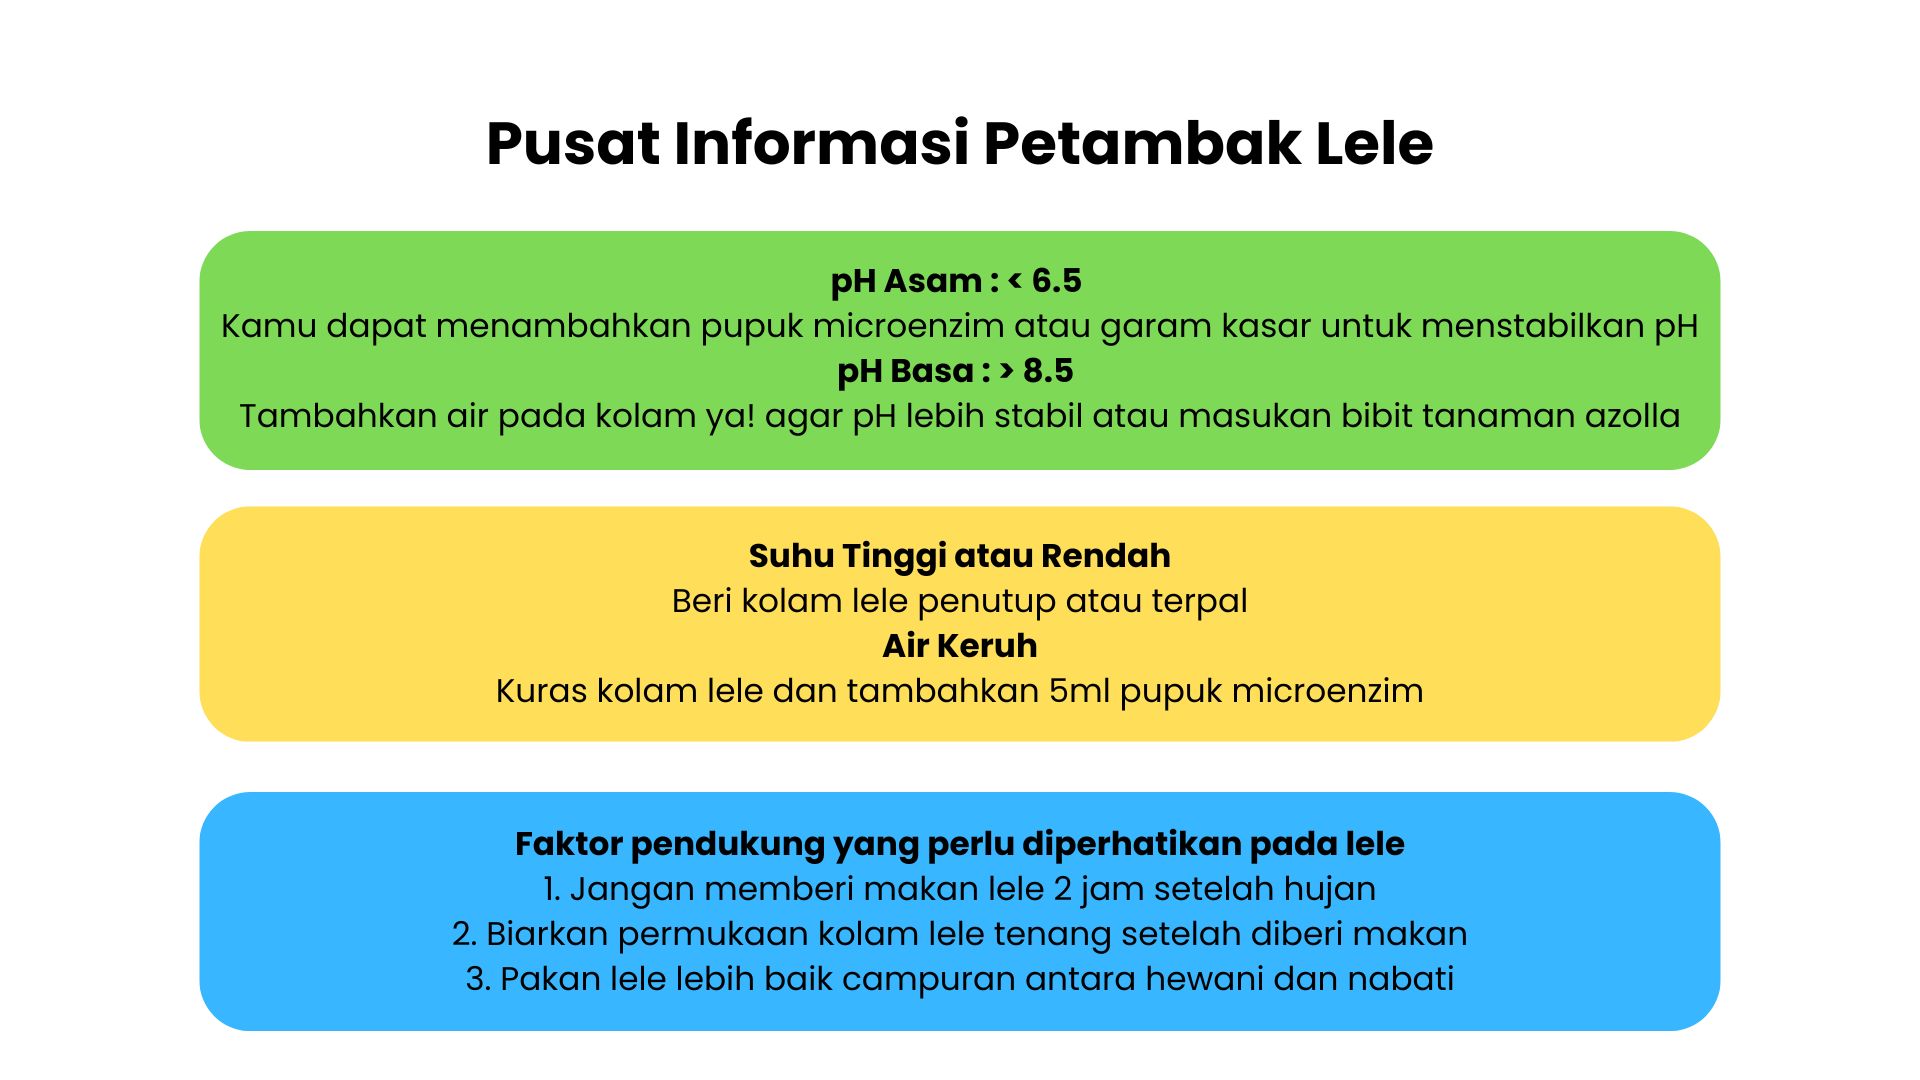 Pusat Informasi Petambak Lele
pH Asam : < 6.5
Kamu dapat menambahkan pupuk microenzim atau garam kasar untuk menstabilkan pH
pH Basa : > 8.5
Tambahkan air pada kolam ya! agar pH lebih stabil atau masukan bibit tanaman azolla
Suhu Tinggi atau Rendah
Beri kolam lele penutup atau terpal
Air Keruh
Kuras kolam lele dan tambahkan 5ml pupuk microenzim
Faktor pendukung yang perlu diperhatikan pada lele
1. Jangan memberi makan lele 2 jam setelah hujan
2. Biarkan permukaan kolam lele tenang setelah diberi makan
3. Pakan lele lebih baik campuran antara hewani dan nabati